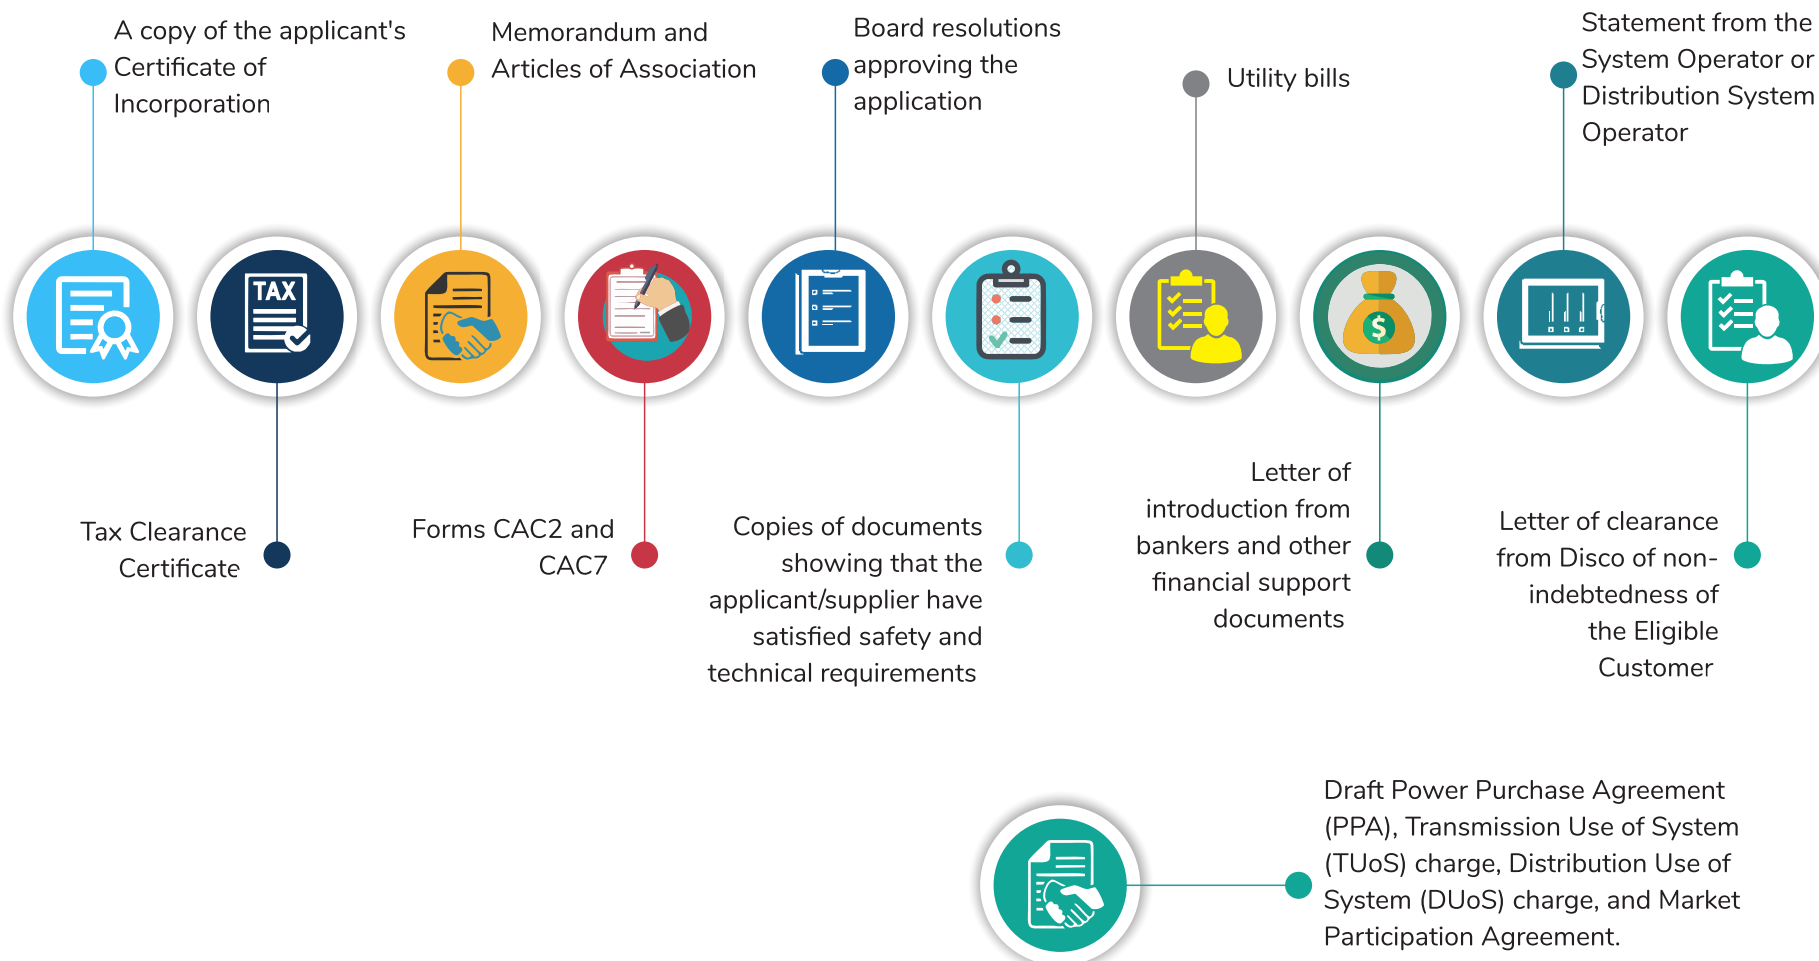 A copy of the applicant's
Certificate of
Incorporation
Memorandum and
Articles of Association
Board resolutions
approving the
application
Utility bills
Statement from the
System Operator or
Distribution System
Operator
TAX
$
Tax Clearance
Certificate
Forms CAC2 and
CAC7
Copies of documents
showing that the
applicant/supplier have
satisfied safety and
technical requirements
Letter of
introduction from
bankers and other
financial support
documents
Letter of clearance
from Disco of non-
indebtedness of
the Eligible
Customer
Draft Power Purchase Agreement
(PPA), Transmission Use of System
(TUoS) charge, Distribution Use of
System (DUoS) charge, and Market
Participation Agreement.